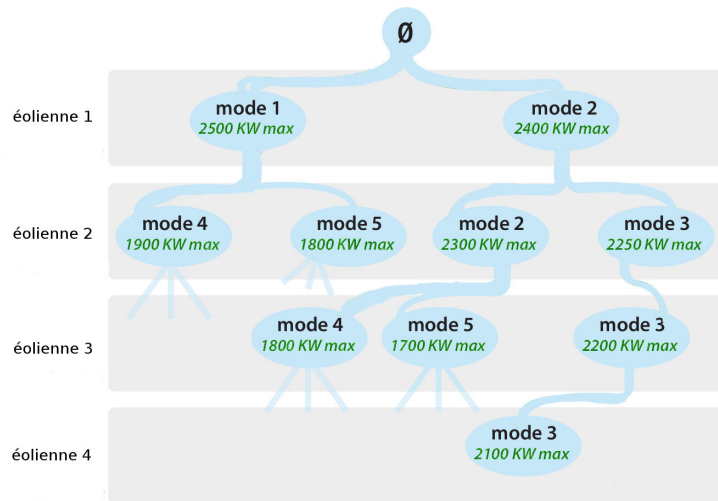 Ø
éolienne 1
mode 1
2500 KW max
mode 2
2400 KW max
éolienne 2
mode 4
1900 KW max
mode 5
1800 KW max
mode 2
2300 KW max
mode 3
2250 KW max
éolienne 3
mode 4
1800 KW max
mode 5
1700 KW max
mode 3
2200 KW max
éolienne 4
mode 3
2100 KW max